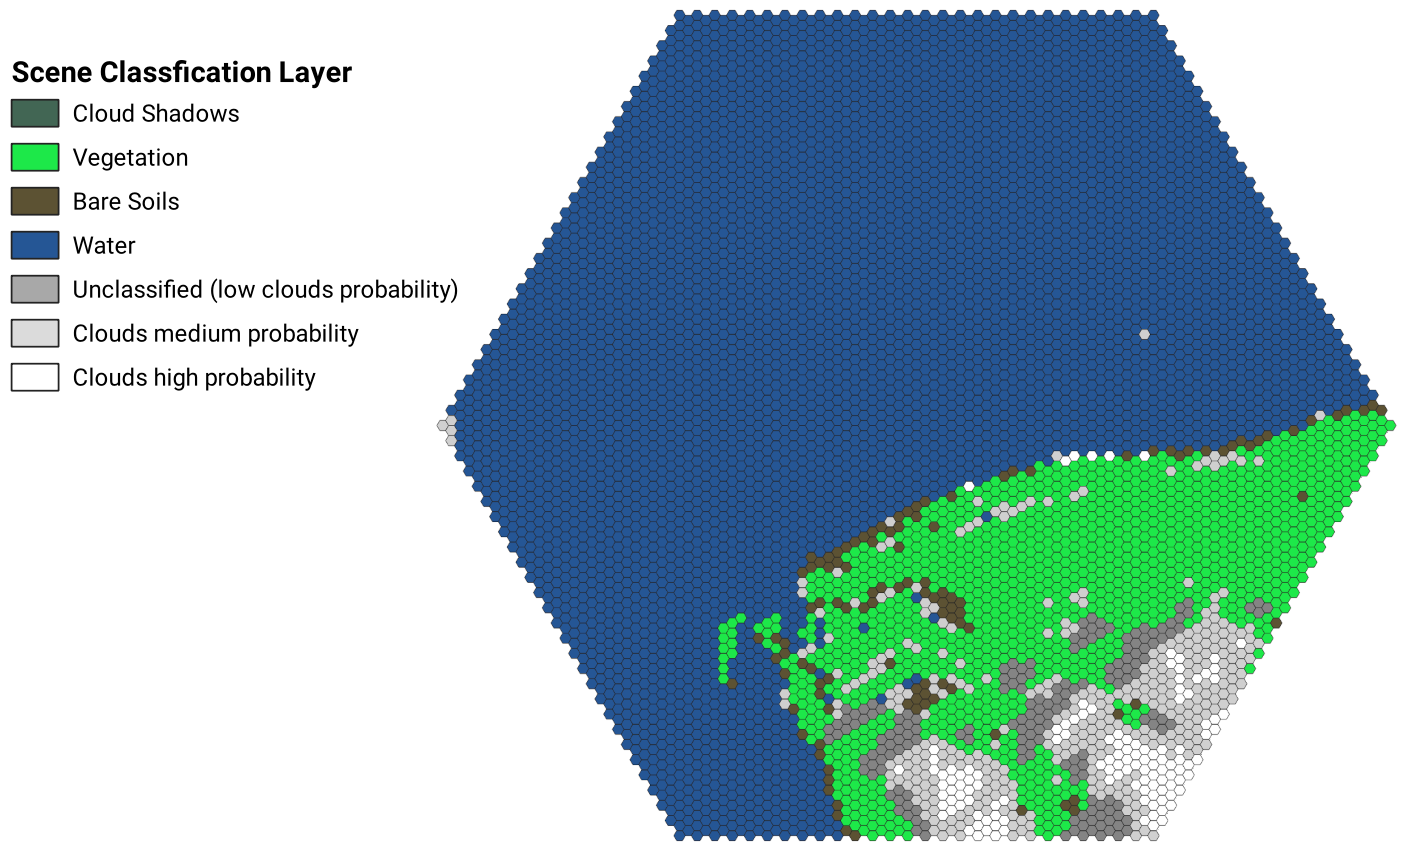 Scene Classfication Layer
Cloud Shadows
Vegetation
Bare Soils
Water
Unclassified (low clouds probability)
Clouds medium probability
Clouds high probability